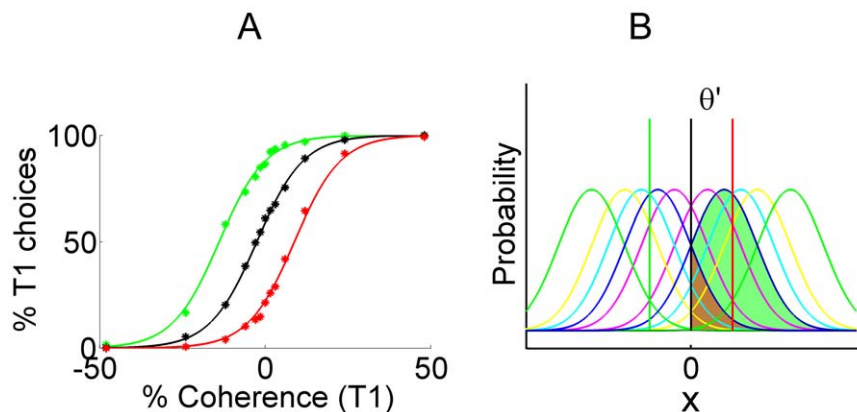 A
% T1 choices
100
50
0
-50
0
50
% Coherence (T1)
B
θ'
Probability
0
x